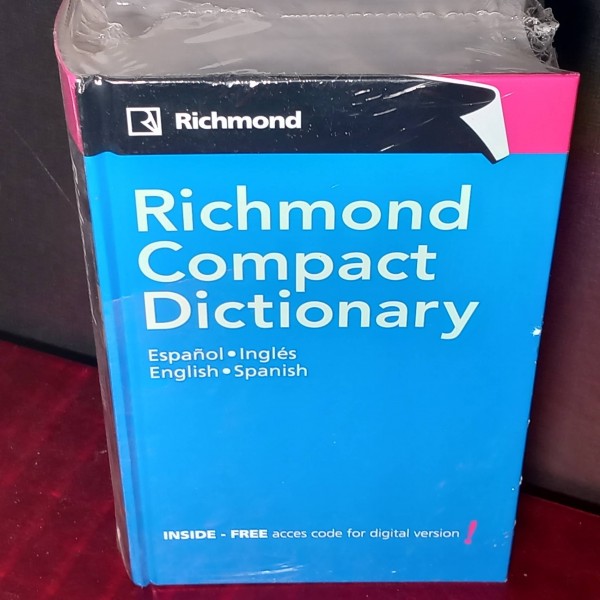 Richmond
Richmond
Compact
Dictionary
Español•Inglés
English•Spanish
INSIDE - FREE acces code for digital version !